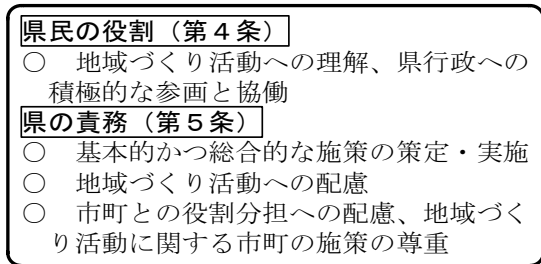 県民の役割（第４条）
○　地域づくり活動への理解、県行政への
積極的な参画と協働
県の責務（第５条）
○　基本的かつ総合的な施策の策定・実施
○　地域づくり活動への配慮
○　市町との役割分担への配慮、地域づく
り活動に関する市町の施策の尊重